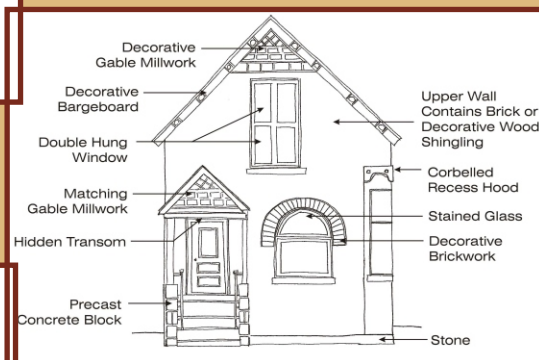 Decorative
Gable Millwork
Decorative
Bargeboard
Double Hung
Window
Matching
Gable Millwork
Hidden Transom
Precast
Concrete Block
Upper Wall
Contains Brick or
Decorative Wood
Shingling
Corbelled
Recess Hood
Stained Glass
Decorative
Brickwork
Stone